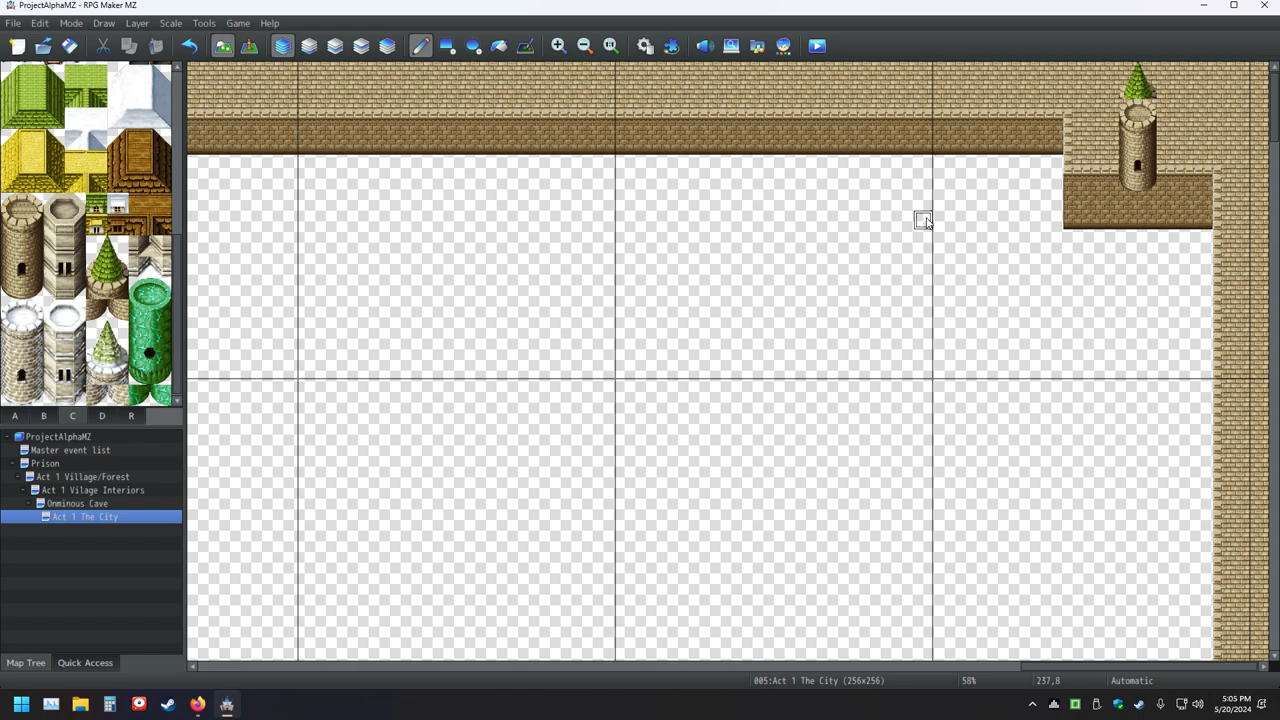 ProjectAlphaMZ - RPG Maker MZ
File Edit Mode Draw Layer Scale Tools Game Help
A B C D R
ProjectAlphaMZ
Master event list
Prison
Act 1 Village/Forest
Act 1 Vilage Interiors
Onminous Cave
Act 1 The City
Map Tree Quick Access
005:Act 1 The City (256x256) 58% 237,8 Automatic
5:05 PM
5/20/2024